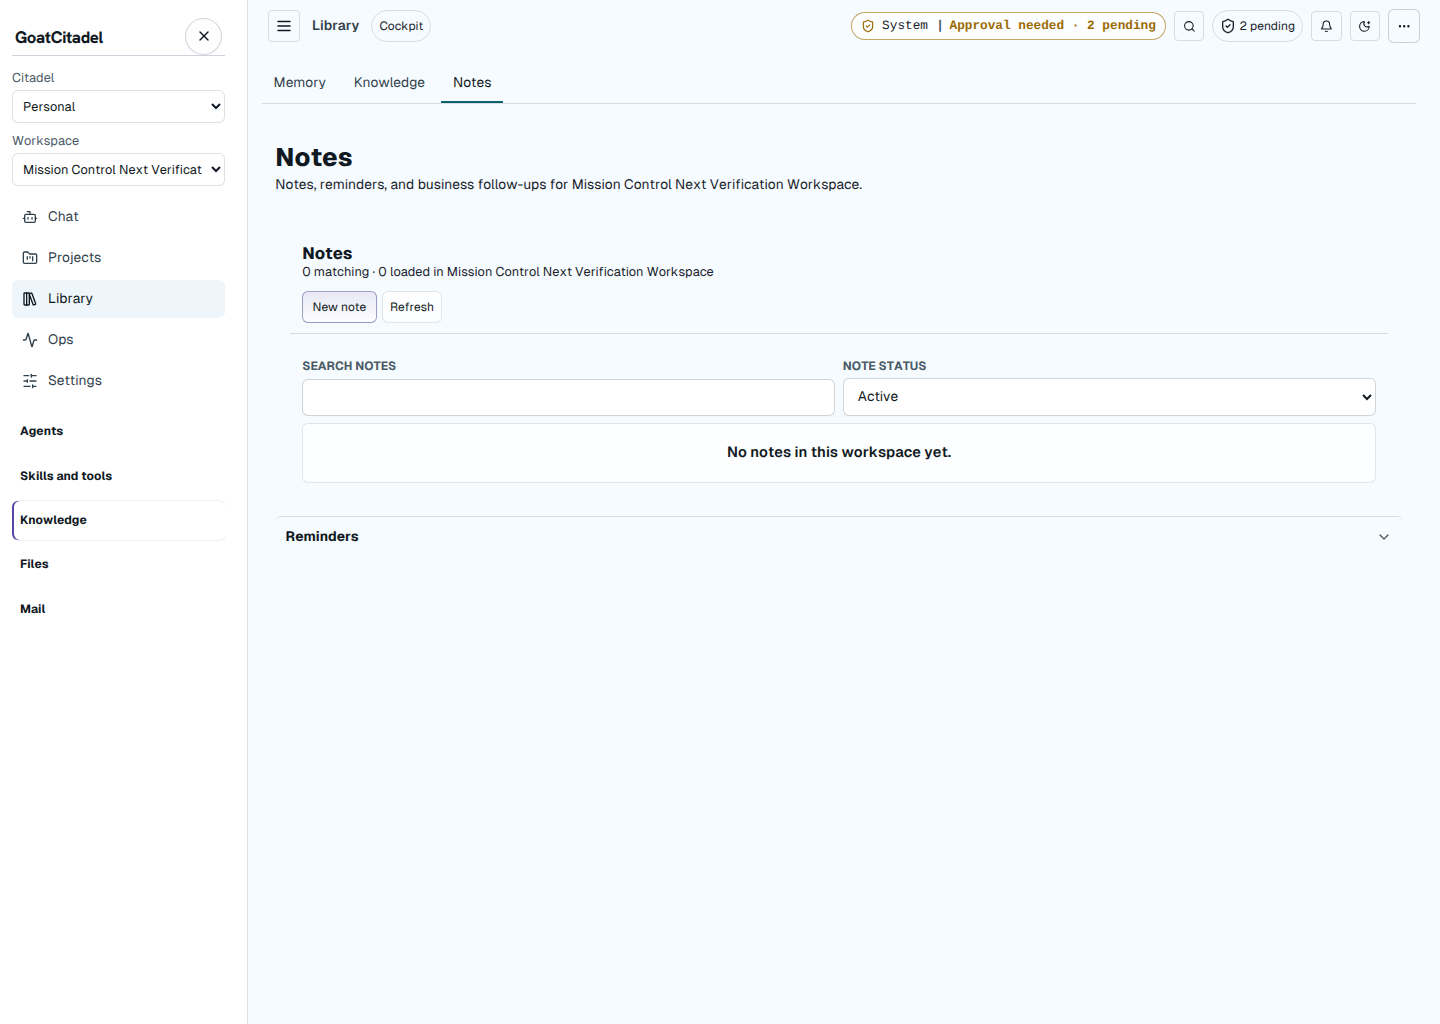 GoatCitadel
Citadel
Personal
Workspace
Mission Control Next Verificat
Chat
Projects
Library
Ops
Settings
Agents
Skills and tools
Knowledge
Files
Mail
Library
Cockpit
System | Approval needed · 2 pending
2 pending
Memory
Knowledge
Notes
Notes
Notes, reminders, and business follow-ups for Mission Control Next Verification Workspace.
Notes
0 matching · 0 loaded in Mission Control Next Verification Workspace
New note
Refresh
SEARCH NOTES
NOTE STATUS
Active
No notes in this workspace yet.
Reminders